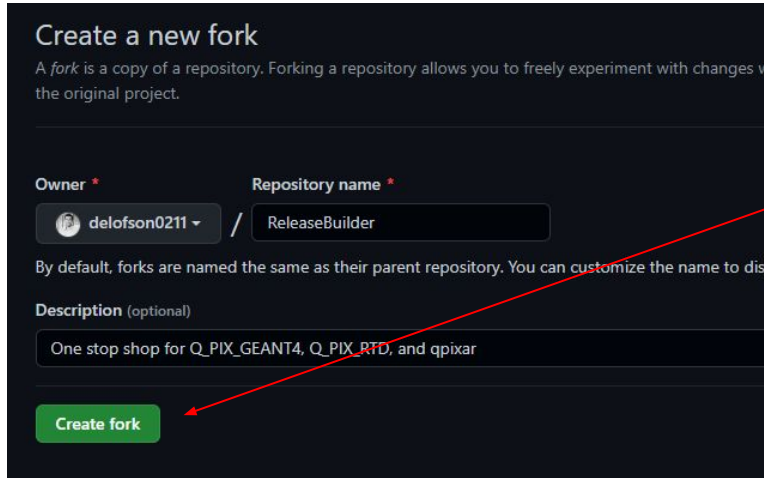 Create a new fork
A fork is a copy of a repository. Forking a repository allows you to freely experiment with changes
the original project.
Owner *
Repository name *
delofson0211
/
ReleaseBuilder
By default, forks are named the same as their parent repository. You can customize the name to
Description (optional)
One stop shop for Q_PIX_GEANT4, Q_PIX_RTD, and qpixar
Create fork